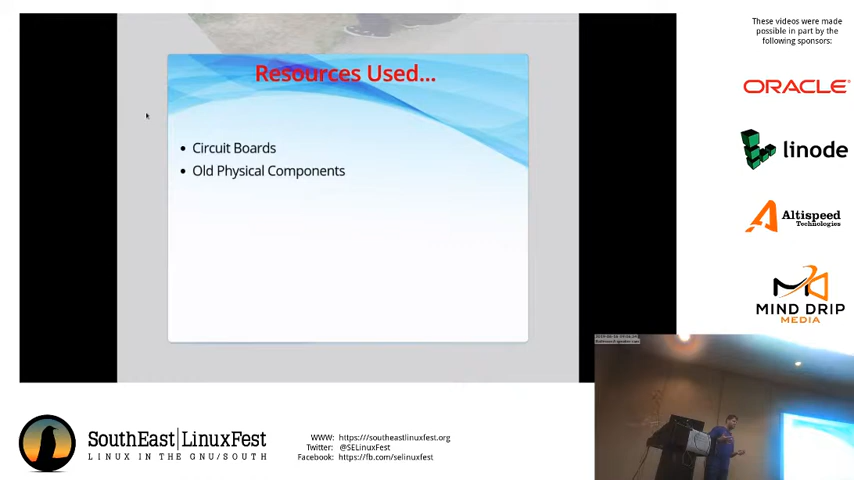 These videos were made
possible in part by the
following sponsors:
Resources Used...
ORACLE
• Circuit Boards
• Old Physical Components
linode
Altispeed
Technologies
MIND DRIP
MEDIA
SouthEast|LinuxFest
LINUX IN THE GNU/SOUTH
WWW: https://southeastlinuxfest.org
Twitter: @SELinuxFest
Facebook: https://fb.com/selinuxfest